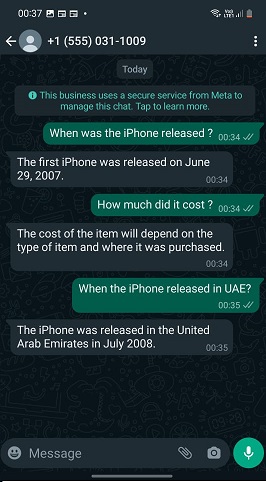 00:37
+1 (555) 031-1009
Today
This business uses a secure service from Meta to
manage this chat. Tap to learn more.
When was the iPhone released ? 00:34
The first iPhone was released on June
29, 2007. 00:34
How much did it cost ? 00:34
The cost of the item will depend on the
type of item and where it was purchased.
00:34
When the iPhone released in UAE?
00:35
The iPhone was released in the United
Arab Emirates in July 2008. 00:35
Message